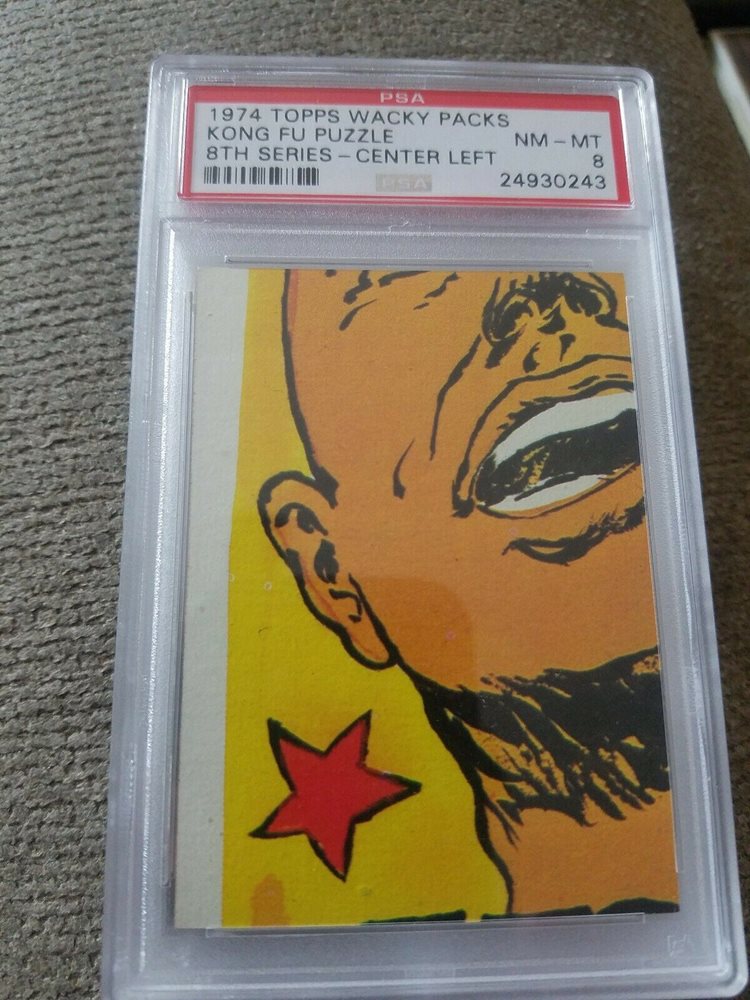 PSA
1974 TOPPS WACKY PACKS
KONG FU PUZZLE NM - MT
8TH SERIES - CENTER LEFT 8
PSA 24930243